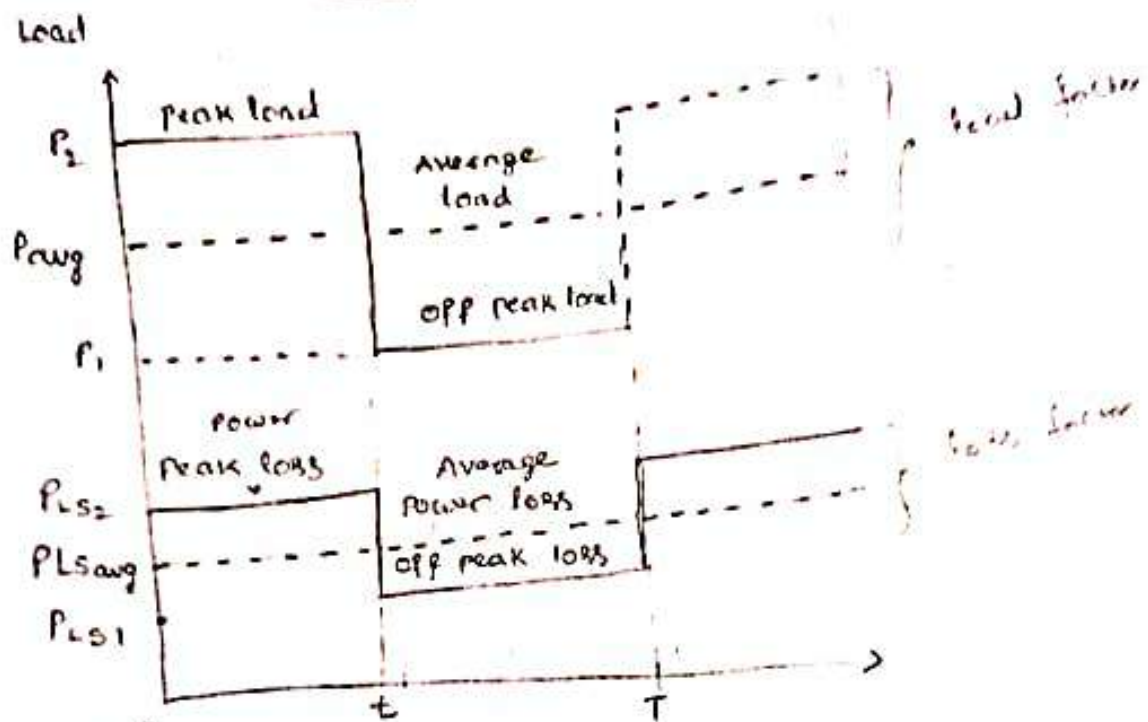 Load
Peak load
P2
Average
load
Pavg
off peak load
P1
Power
Peak loss
Average
Power loss
PLS2
PLSavg
off peak loss
PLS1
t
T